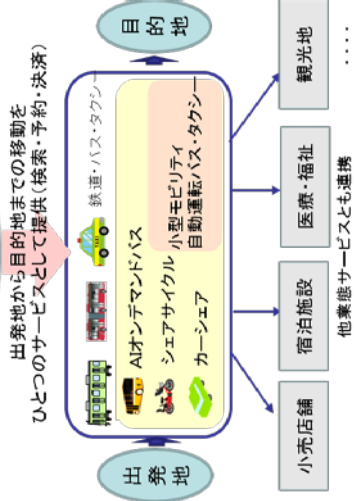 出発地から目的地までの移動を
ひとつのサービスとして提供(検索・予約・決済)
出発地
目的地
鉄道・バス・タクシー
AIオンデマンドバス
シェアサイクル
カーシェア
小型モビリティ
自動運転バス・タクシー
小売店舗
宿泊施設
医療・福祉
観光地
・・・・
他業態サービスとも連携